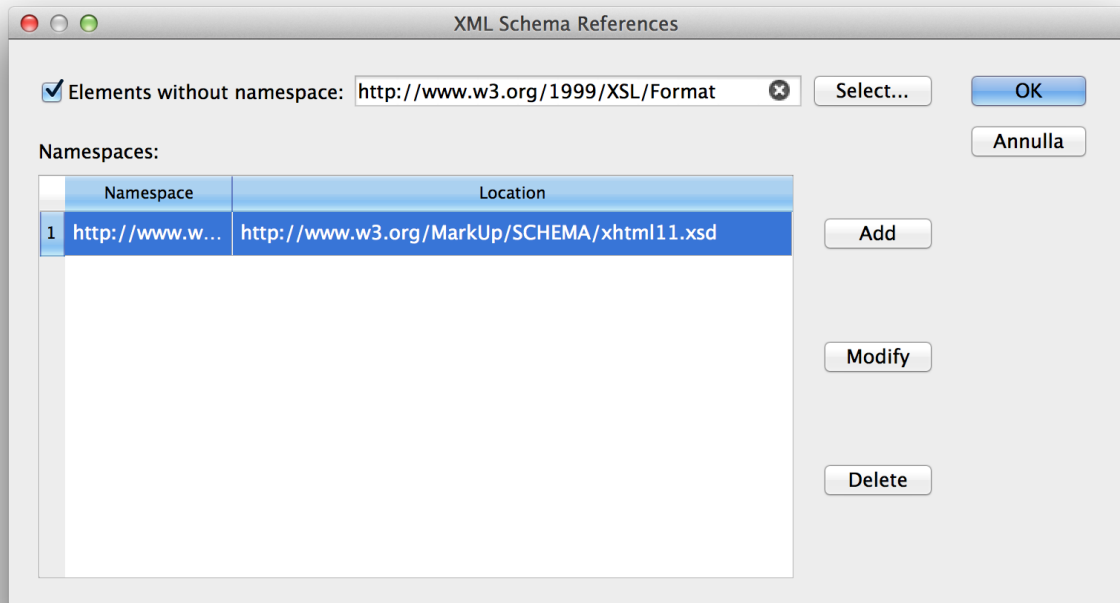 XML Schema References
Elements without namespace: http://www.w3.org/1999/XSL/Format Select... OK
Annulla
Namespaces:
Namespace Location
1 http://www.w... http://www.w3.org/MarkUp/SCHEMA/xhtml11.xsd
Add
Modify
Delete